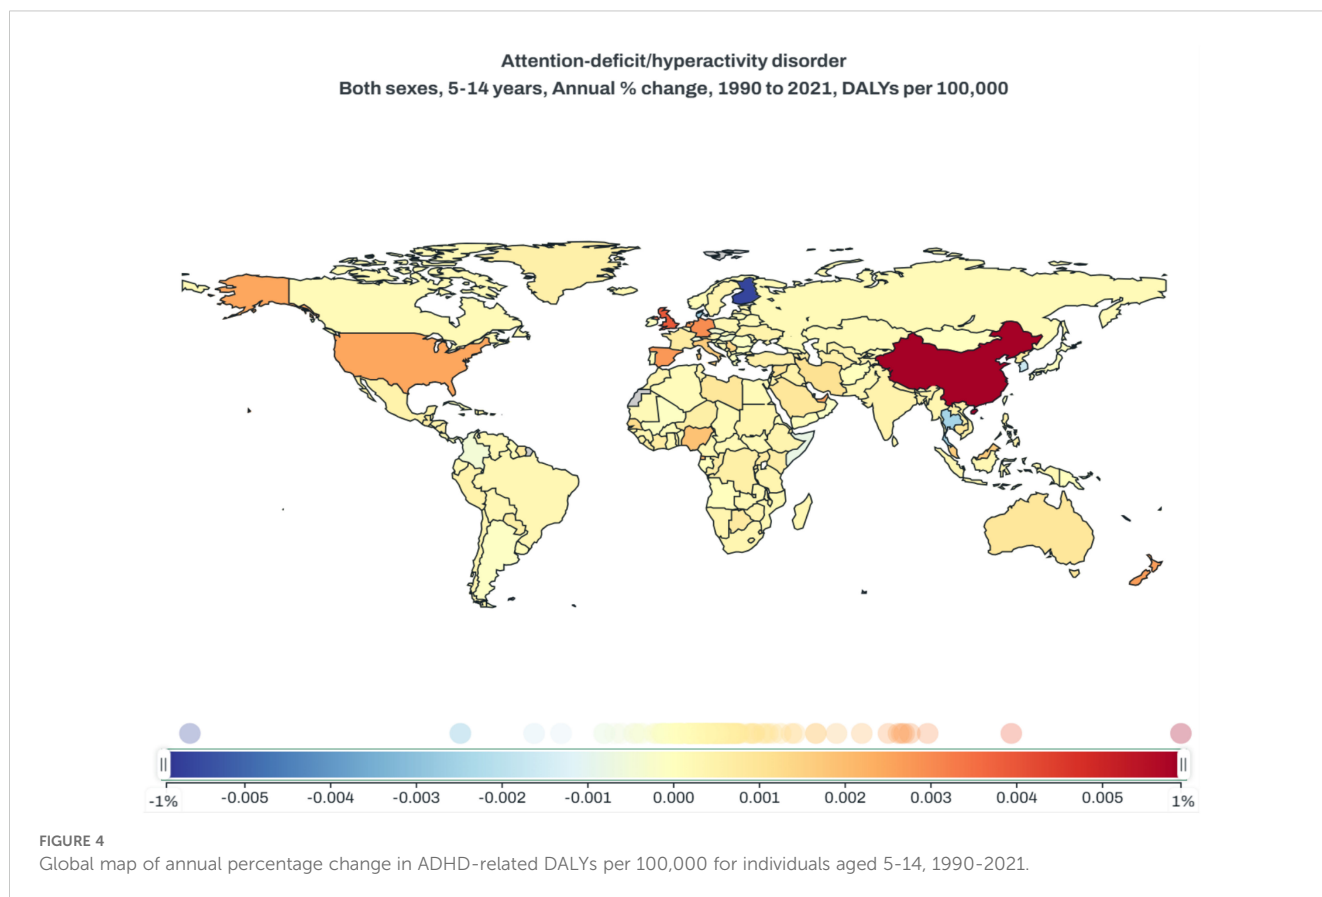 Attention-deficit/hyperactivity disorder
Both sexes, 5-14 years, Annual % change, 1990 to 2021, DALYs per 100,000
-1% -0.005 -0.004 -0.003 -0.002 -0.001 0.000 0.001 0.002 0.003 0.004 0.005 1%
FIGURE 4
Global map of annual percentage change in ADHD-related DALYs per 100,000 for individuals aged 5-14, 1990-2021.